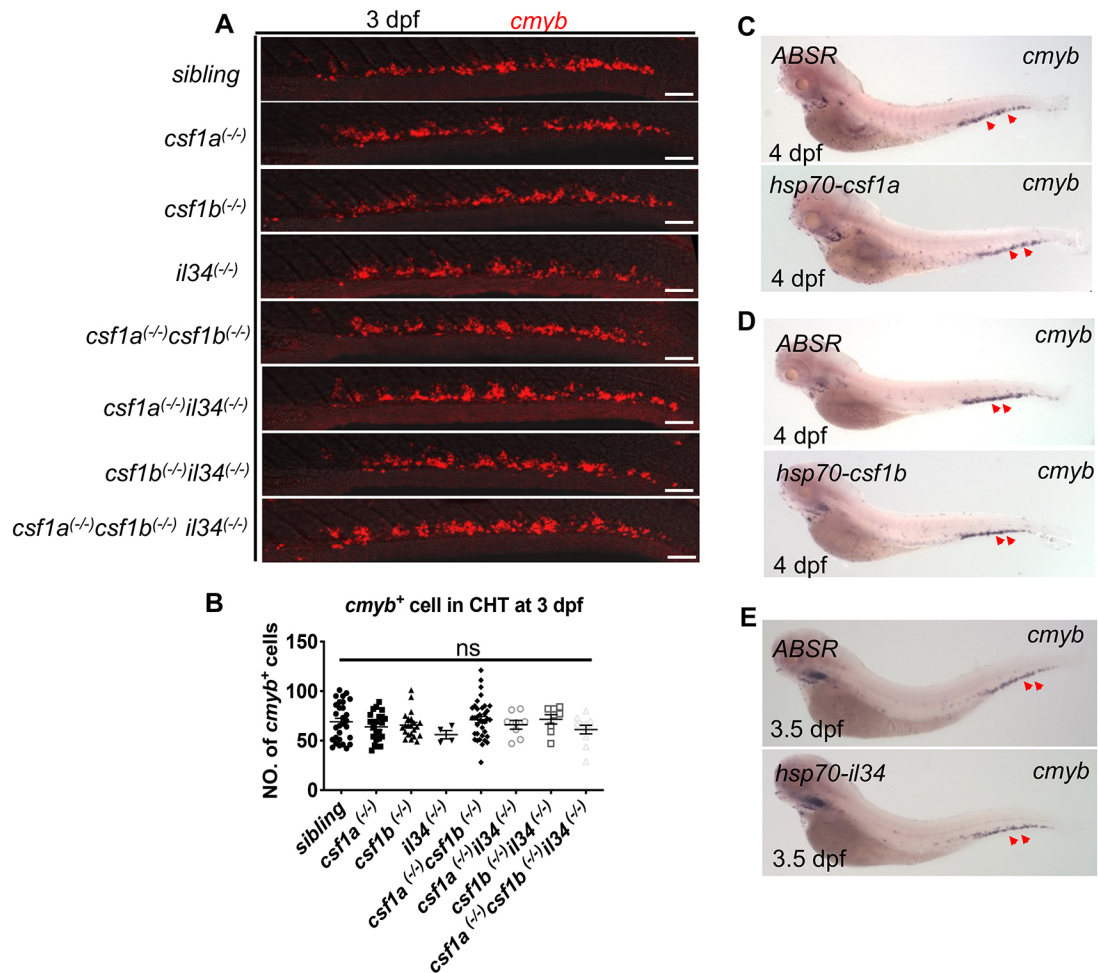 A
3 dpf cmyb
sibling
csf1a(-/-)
csf1b(-/-)
il34(-/-)
csf1a(-/-)csf1b(-/-)
csf1a(-/-)il34(-/-)
csf1b(-/-)il34(-/-)
csf1a(-/-)csf1b(-/-) il34(-/-)
B
cmyb+ cell in CHT at 3 dpf
NO. of cmyb+ cells
150
100
50
0
ns
sibling
csf1a (-/-)
csf1b (-/-)
il34 (-/-)
csf1a (-/-)csf1b (-/-)
csf1a (-/-)il34 (-/-)
csf1b (-/-)il34 (-/-)
csf1a (-/-)csf1b (-/-)il34 (-/-)
C
ABSR cmyb
4 dpf
hsp70-csf1a cmyb
4 dpf
D
ABSR cmyb
4 dpf
hsp70-csf1b cmyb
4 dpf
E
ABSR cmyb
3.5 dpf
hsp70-il34 cmyb
3.5 dpf